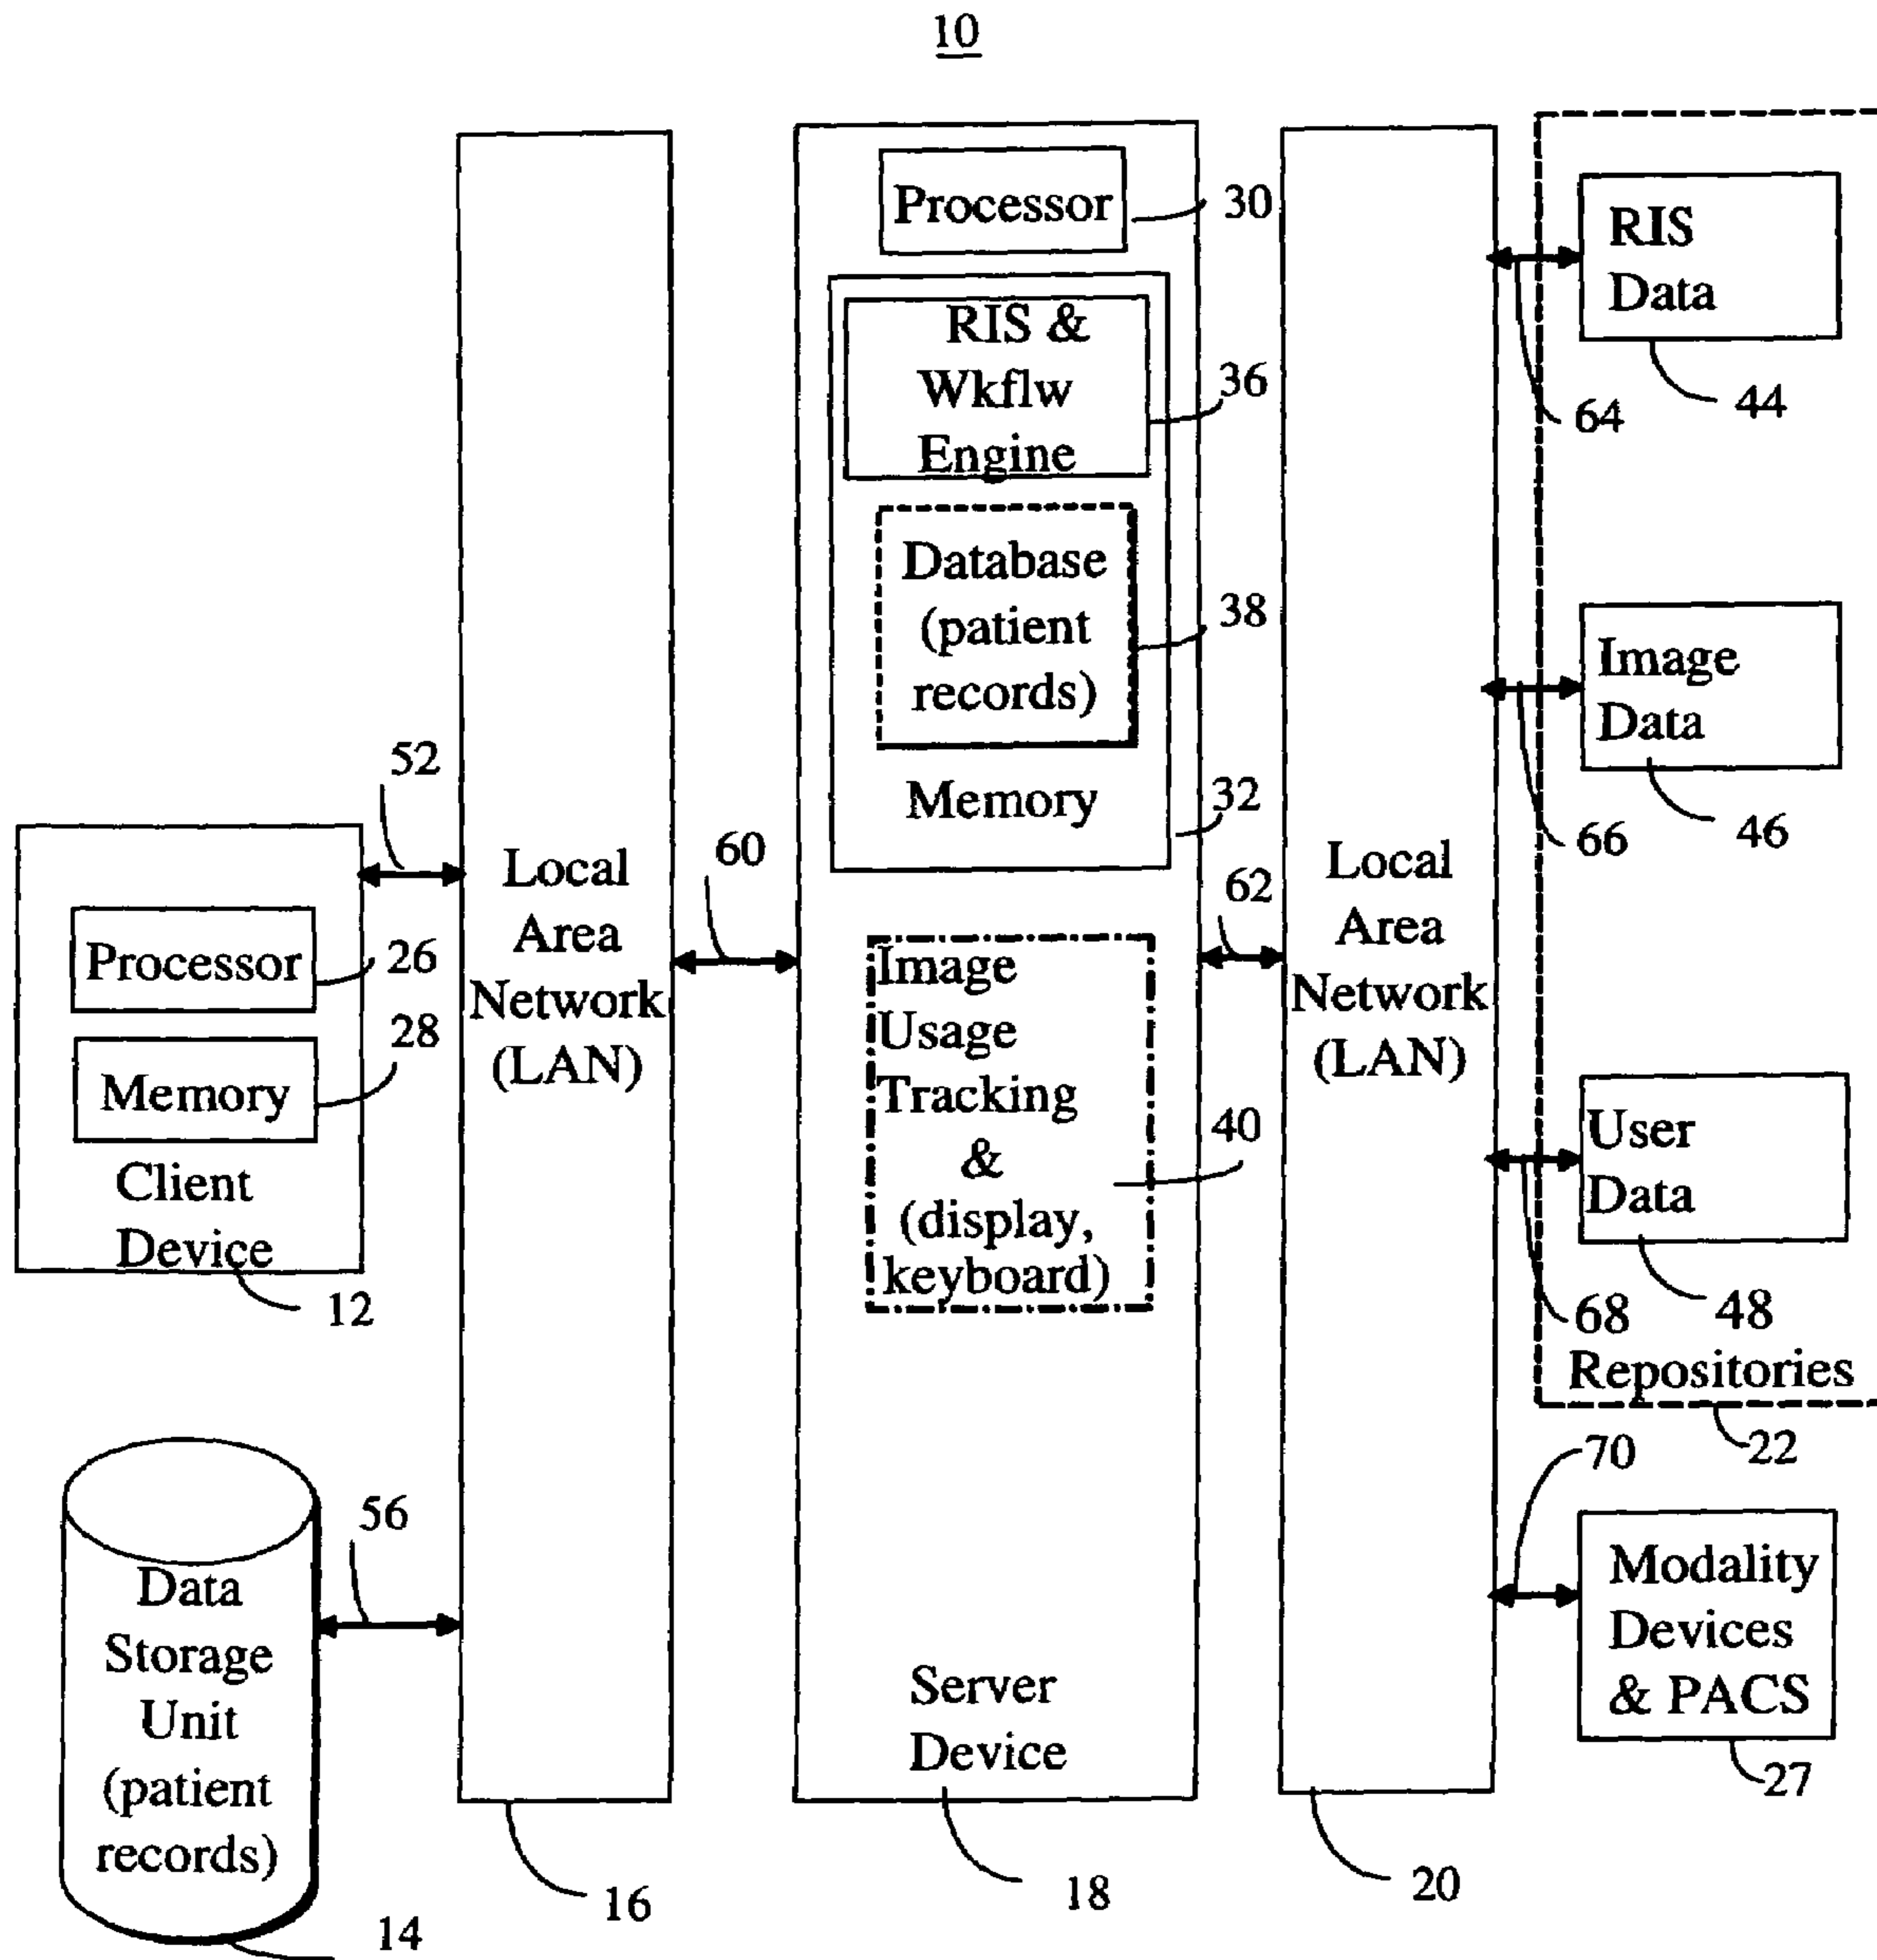 10
Processor
30
RIS &
Wkflw
Engine
36
Database
(patient
records)
38
Memory
32
Image
Usage
Tracking
&
(display,
keyboard)
40
Server
Device
18
52
Processor
26
Memory
28
Client
Device
12
Data
Storage
Unit
(patient
records)
14
56
Local
Area
Network
(LAN)
16
60
62
Local
Area
Network
(LAN)
20
RIS
Data
44
64
Image
Data
46
66
User
Data
48
68
Repositories
22
70
Modality
Devices
& PACS
27